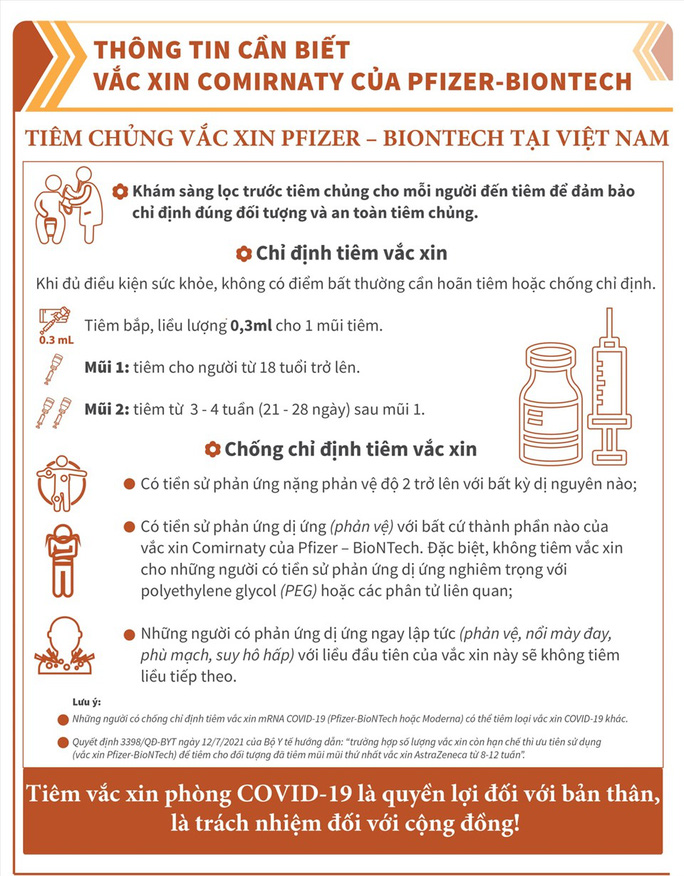 THÔNG TIN CẦN BIẾT
VẮC XIN COMIRNATY CỦA PFIZER-BIONTECH
TIÊM CHỦNG VẮC XIN PFIZER – BIONTECH TẠI VIỆT NAM
Khám sàng lọc trước tiêm chủng cho mỗi người đến tiêm để đảm bảo
chỉ định đúng đối tượng và an toàn tiêm chủng.
Chỉ định tiêm vắc xin
Khi đủ điều kiện sức khỏe, không có điểm bất thường cần hoãn tiêm hoặc chống chỉ định.
0.3 mL
Tiêm bắp, liều lượng 0,3ml cho 1 mũi tiêm.
Mũi 1: tiêm cho người từ 18 tuổi trở lên.
Mũi 2: tiêm từ 3 - 4 tuần (21 - 28 ngày) sau mũi 1.
Chống chỉ định tiêm vắc xin
Có tiền sử phản ứng nặng phản vệ độ 2 trở lên với bất kỳ dị nguyên nào;
Có tiền sử phản ứng dị ứng (phản vệ) với bất cứ thành phần nào của
vắc xin Comirnaty của Pfizer – BioNTech. Đặc biệt, không tiêm vắc xin
cho những người có tiền sử phản ứng dị ứng nghiêm trọng với
polyethylene glycol (PEG) hoặc các phân tử liên quan;
Những người có phản ứng dị ứng ngay lập tức (phản vệ, nổi mày đay,
phù mạch, suy hô hấp) với liều đầu tiên của vắc xin này sẽ không tiêm
liều tiếp theo.
Lưu ý:
Những người có chống chỉ định tiêm vắc xin mRNA COVID-19 (Pfizer-BioNTech hoặc Moderna) có thể tiêm loại vắc xin COVID-19 khác.
Quyết định 3398/QĐ-BYT ngày 12/7/2021 của Bộ Y tế hướng dẫn: “trường hợp số lượng vắc xin còn hạn chế thì ưu tiên sử dụng
(vắc xin Pfizer-BioNTech) để tiêm cho đối tượng đã tiêm mũi mũi thứ nhất vắc xin AstraZeneca từ 8-12 tuần”.
Tiêm vắc xin phòng COVID-19 là quyền lợi đối với bản thân,
là trách nhiệm đối với cộng đồng!